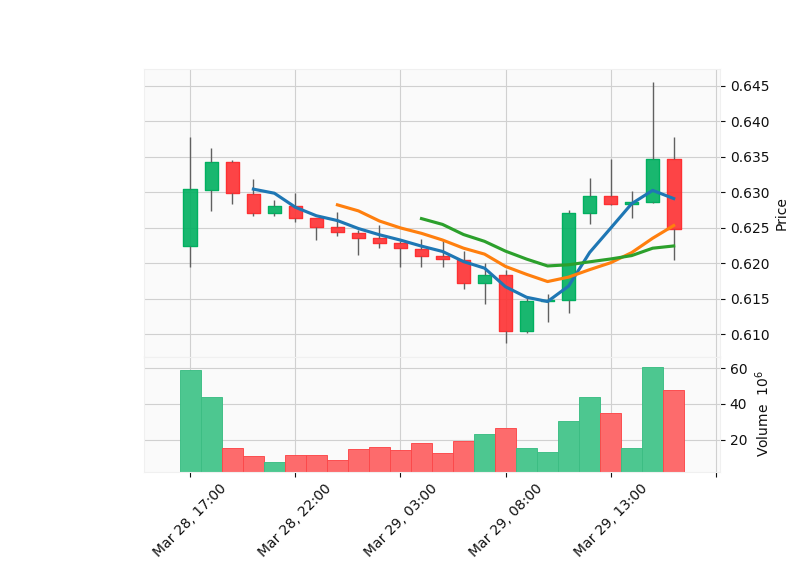 0.645
0.640
0.635
0.630
0.625
0.620
0.615
0.610
Price
60
40
20
Volume 10^6
Mar 28, 17:00
Mar 28, 22:00
Mar 29, 03:00
Mar 29, 08:00
Mar 29, 13:00